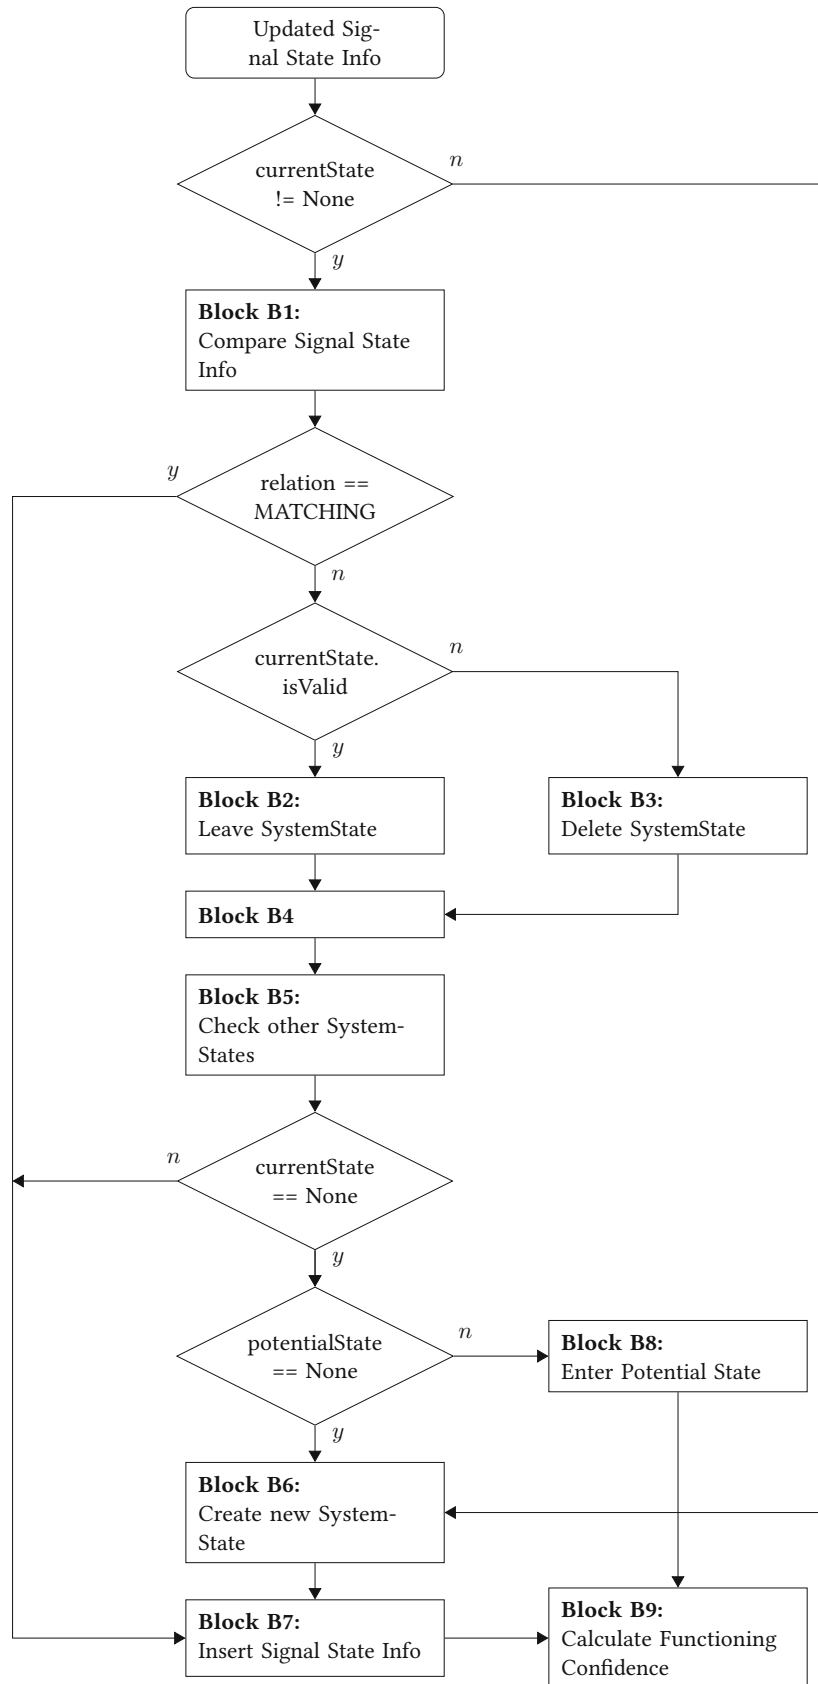 Updated Sig-
nal State Info
currentState
!= None
n
y
Block B1:
Compare Signal State
Info
y
relation ==
MATCHING
n
currentState.
isValid
n
y
Block B2:
Leave SystemState
Block B3:
Delete SystemState
Block B4
Block B5:
Check other System-
States
n
currentState
== None
y
potentialState
== None
n
Block B8:
Enter Potential State
y
Block B6:
Create new System-
State
Block B7:
Insert Signal State Info
Block B9:
Calculate Functioning
Confidence